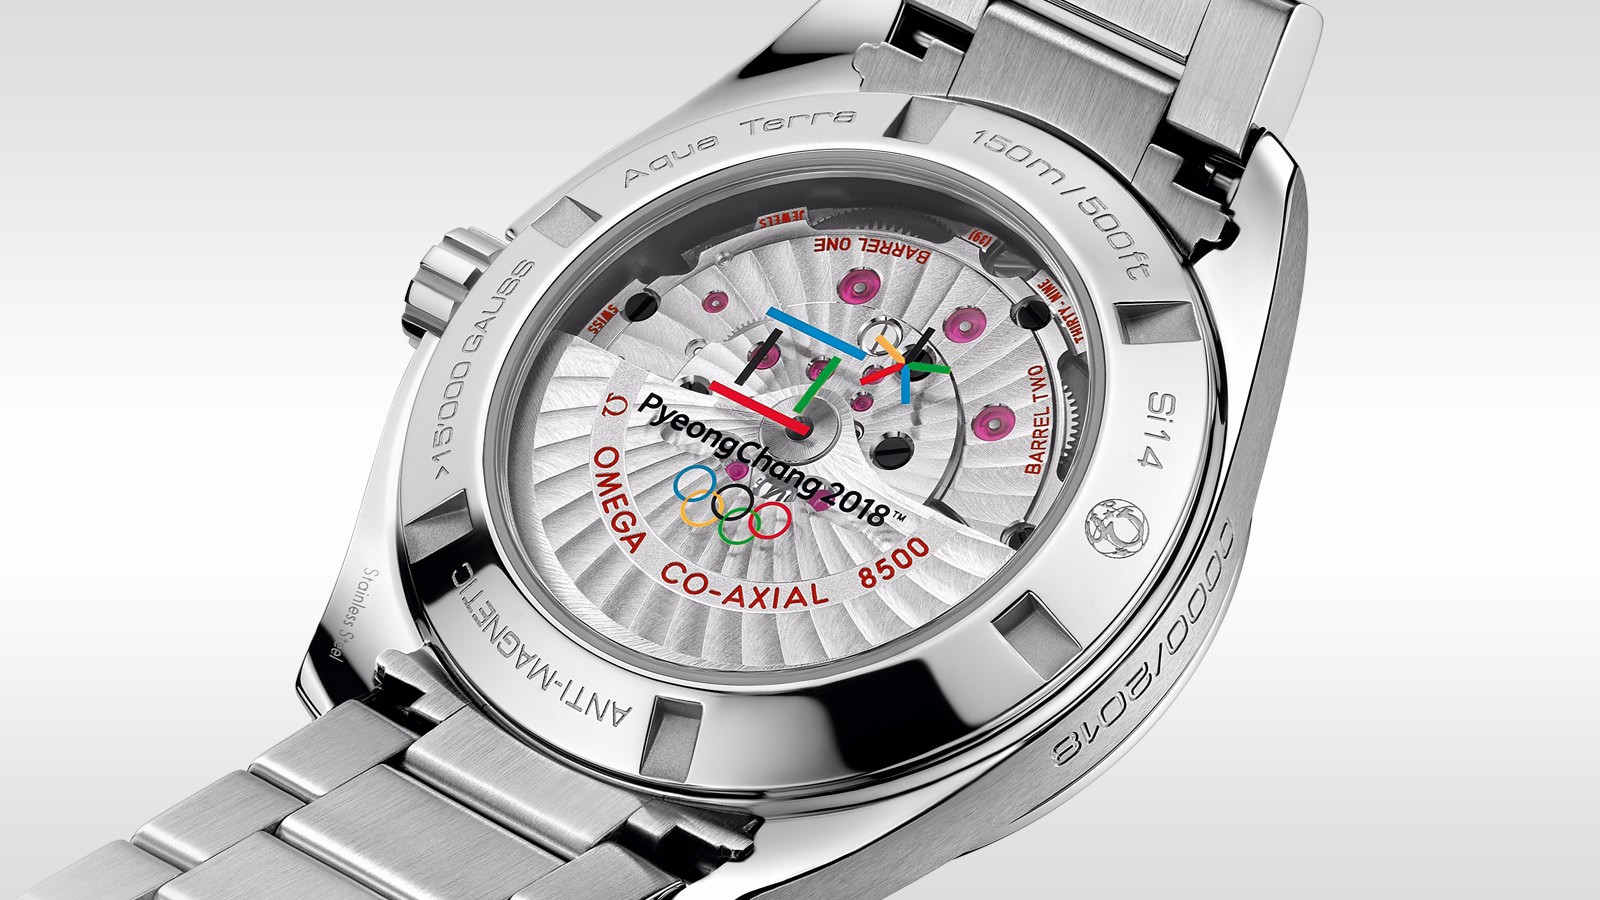 Aqua Terra
150m/500ft
Si14
ANTI-MAGNETIC
>15'000 GAUSS
0000/2018
Stainless Steel
JEWELS
BARREL ONE
(39)
THIRTY-NINE
BARREL TWO
SWISS
PyeongChang 2018™
Ω OMEGA CO-AXIAL 8500